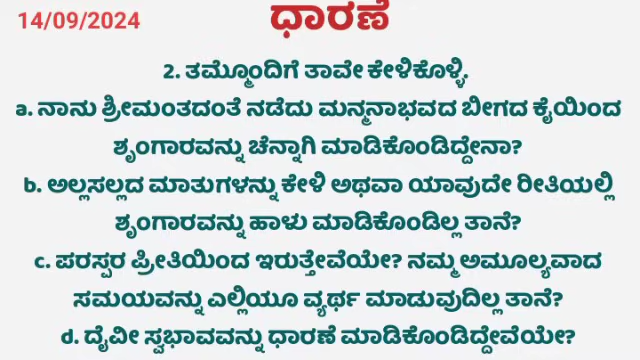 14/09/2024
ಧಾರಣೆ
2. ತಮ್ಮೊಂದಿಗೆ ತಾವೇ ಕೇಳಿಕೊಳ್ಳಿ.
a. ನಾನು ಶ್ರೀಮಂತದಂತೆ ನಡೆದು ಮನ್ಮನಾಭವದ ಬೀಗದ ಕೈಯಿಂದ
ಶೃಂಗಾರವನ್ನು ಚೆನ್ನಾಗಿ ಮಾಡಿಕೊಂಡಿದ್ದೇನಾ?
b. ಅಲ್ಲಸಲ್ಲದ ಮಾತುಗಳನ್ನು ಕೇಳಿ ಅಥವಾ ಯಾವುದೇ ರೀತಿಯಲ್ಲಿ
ಶೃಂಗಾರವನ್ನು ಹಾಳು ಮಾಡಿಕೊಂಡಿಲ್ಲ ತಾನೆ?
c. ಪರಸ್ಪರ ಪ್ರೀತಿಯಿಂದ ಇರುತ್ತೇವೆಯೇ? ನಮ್ಮ ಅಮೂಲ್ಯವಾದ
ಸಮಯವನ್ನು ಎಲ್ಲಿಯೂ ವ್ಯರ್ಥ ಮಾಡುವುದಿಲ್ಲ ತಾನೆ?
d. ದೈವೀ ಸ್ವಭಾವವನ್ನು ಧಾರಣೆ ಮಾಡಿಕೊಂಡಿದ್ದೇವೆಯೇ?